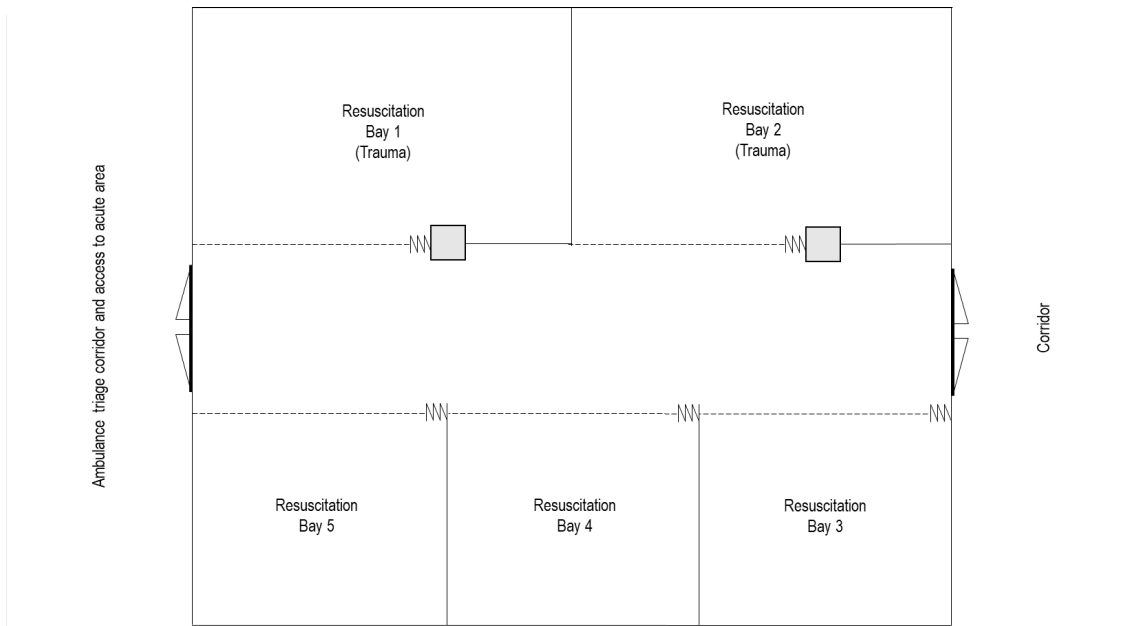 Resuscitation
Bay 1
(Trauma)
Resuscitation
Bay 2
(Trauma)
Ambulance triage corridor and access to acute area
Corridor
Resuscitation
Bay 5
Resuscitation
Bay 4
Resuscitation
Bay 3